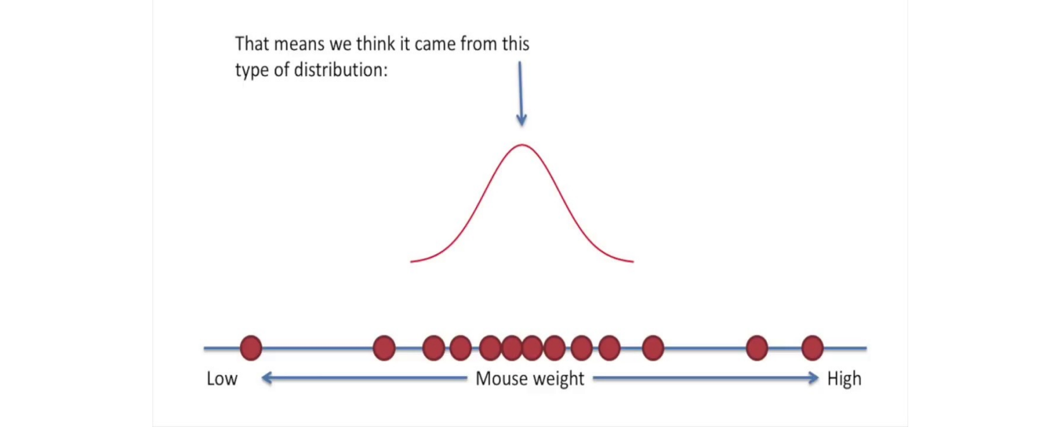 That means we think it came from this
type of distribution:
Low Mouse weight High